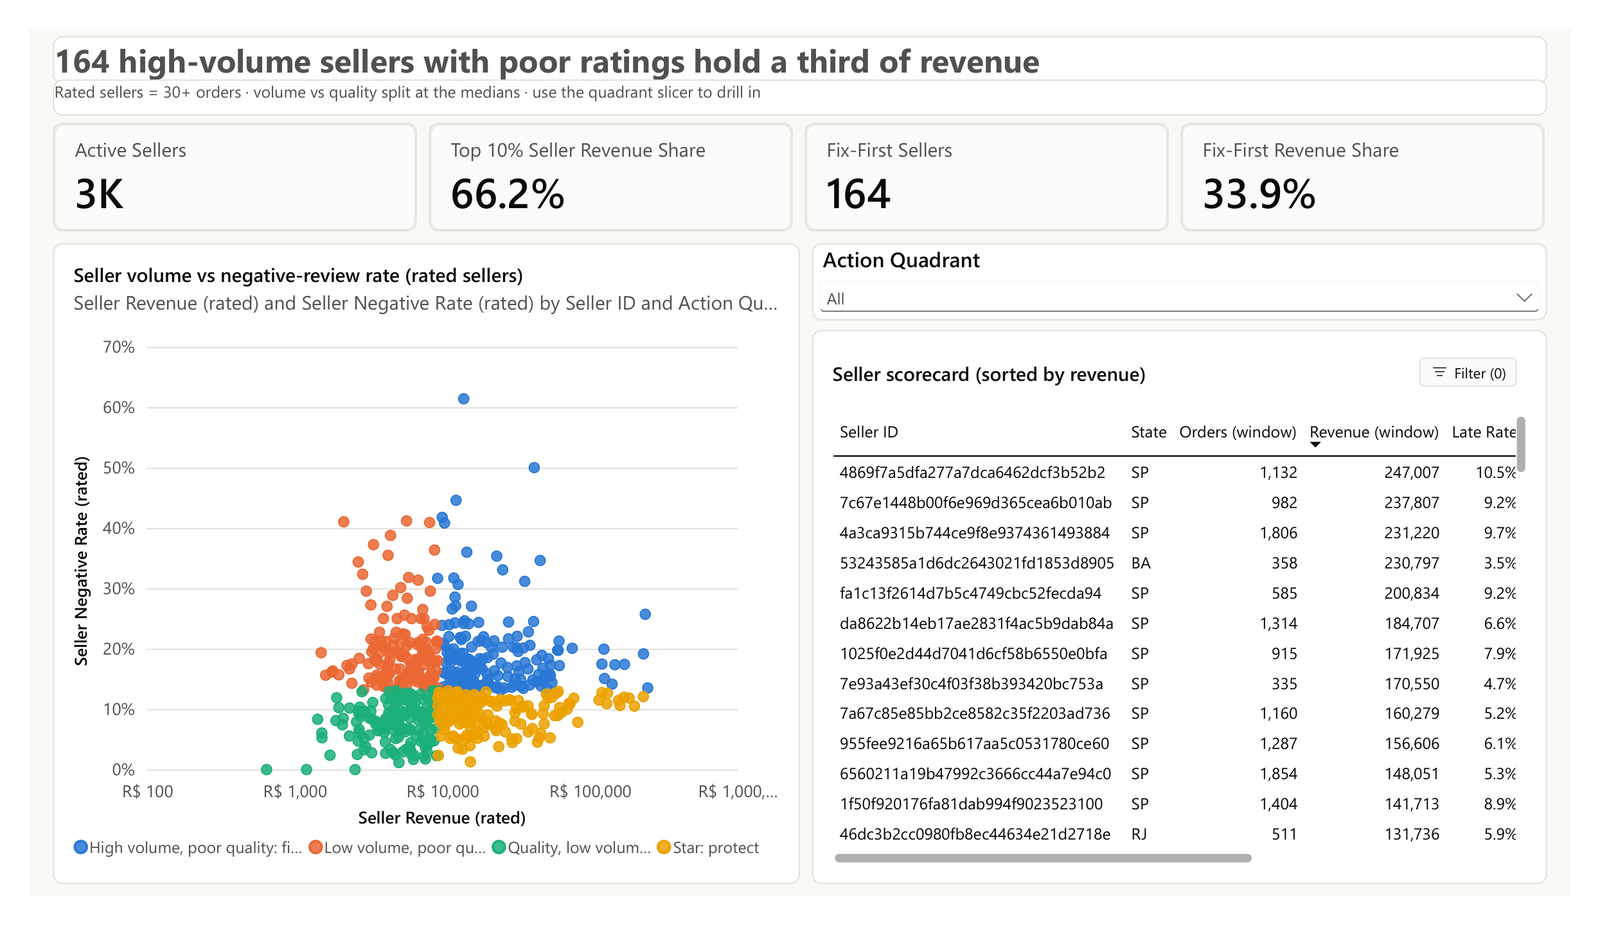 164 high-volume sellers with poor ratings hold a third of revenue
Rated sellers = 30+ orders · volume vs quality split at the medians · use the quadrant slicer to drill in
Active Sellers
3K
Top 10% Seller Revenue Share
66.2%
Fix-First Sellers
164
Fix-First Revenue Share
33.9%
Seller volume vs negative-review rate (rated sellers)
Seller Revenue (rated) and Seller Negative Rate (rated) by Seller ID and Action Qu...
Seller Negative Rate (rated)
70%
60%
50%
40%
30%
20%
10%
0%
R$ 100 R$ 1,000 R$ 10,000 R$ 100,000 R$ 1,000,...
Seller Revenue (rated)
High volume, poor quality: fi... Low volume, poor qu... Quality, low volum... Star: protect
Action Quadrant
All
Seller scorecard (sorted by revenue)
Filter (0)
Seller ID State Orders (window) Revenue (window) Late Rate
4869f7a5dfa277a7dca6462dcf3b52b2 SP 1,132 247,007 10.5%
7c67e1448b00f6e969d365cea6b010ab SP 982 237,807 9.2%
4a3ca9315b744ce9f8e9374361493884 SP 1,806 231,220 9.7%
53243585a1d6dc2643021fd1853d8905 BA 358 230,797 3.5%
fa1c13f2614d7b5c4749cbc52fecda94 SP 585 200,834 9.2%
da8622b14eb17ae2831f4ac5b9dab84a SP 1,314 184,707 6.6%
1025f0e2d44d7041d6cf58b6550e0bfa SP 915 171,925 7.9%
7e93a43ef30c4f03f38b393420bc753a SP 335 170,550 4.7%
7a67c85e85bb2ce8582c35f2203ad736 SP 1,160 160,279 5.2%
955fee9216a65b617aa5c0531780ce60 SP 1,287 156,606 6.1%
6560211a19b47992c3666cc44a7e94c0 SP 1,854 148,051 5.3%
1f50f920176fa81dab994f9023523100 SP 1,404 141,713 8.9%
46dc3b2cc0980fb8ec44634e21d2718e RJ 511 131,736 5.9%